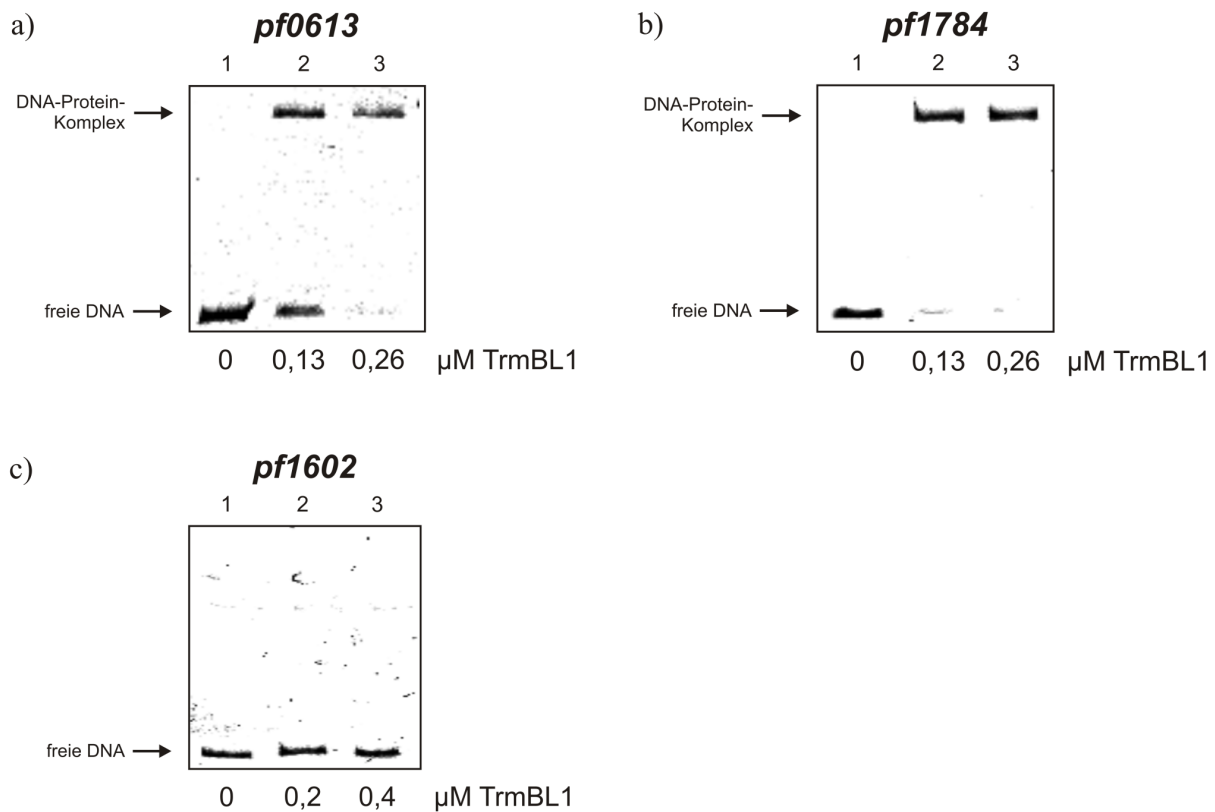 a)
pf0613
1 2 3
DNA-Protein-
Komplex
freie DNA
0 0,13 0,26 µM TrmBL1
b)
pf1784
1 2 3
DNA-Protein-
Komplex
freie DNA
0 0,13 0,26 µM TrmBL1
c)
pf1602
1 2 3
freie DNA
0 0,2 0,4 µM TrmBL1